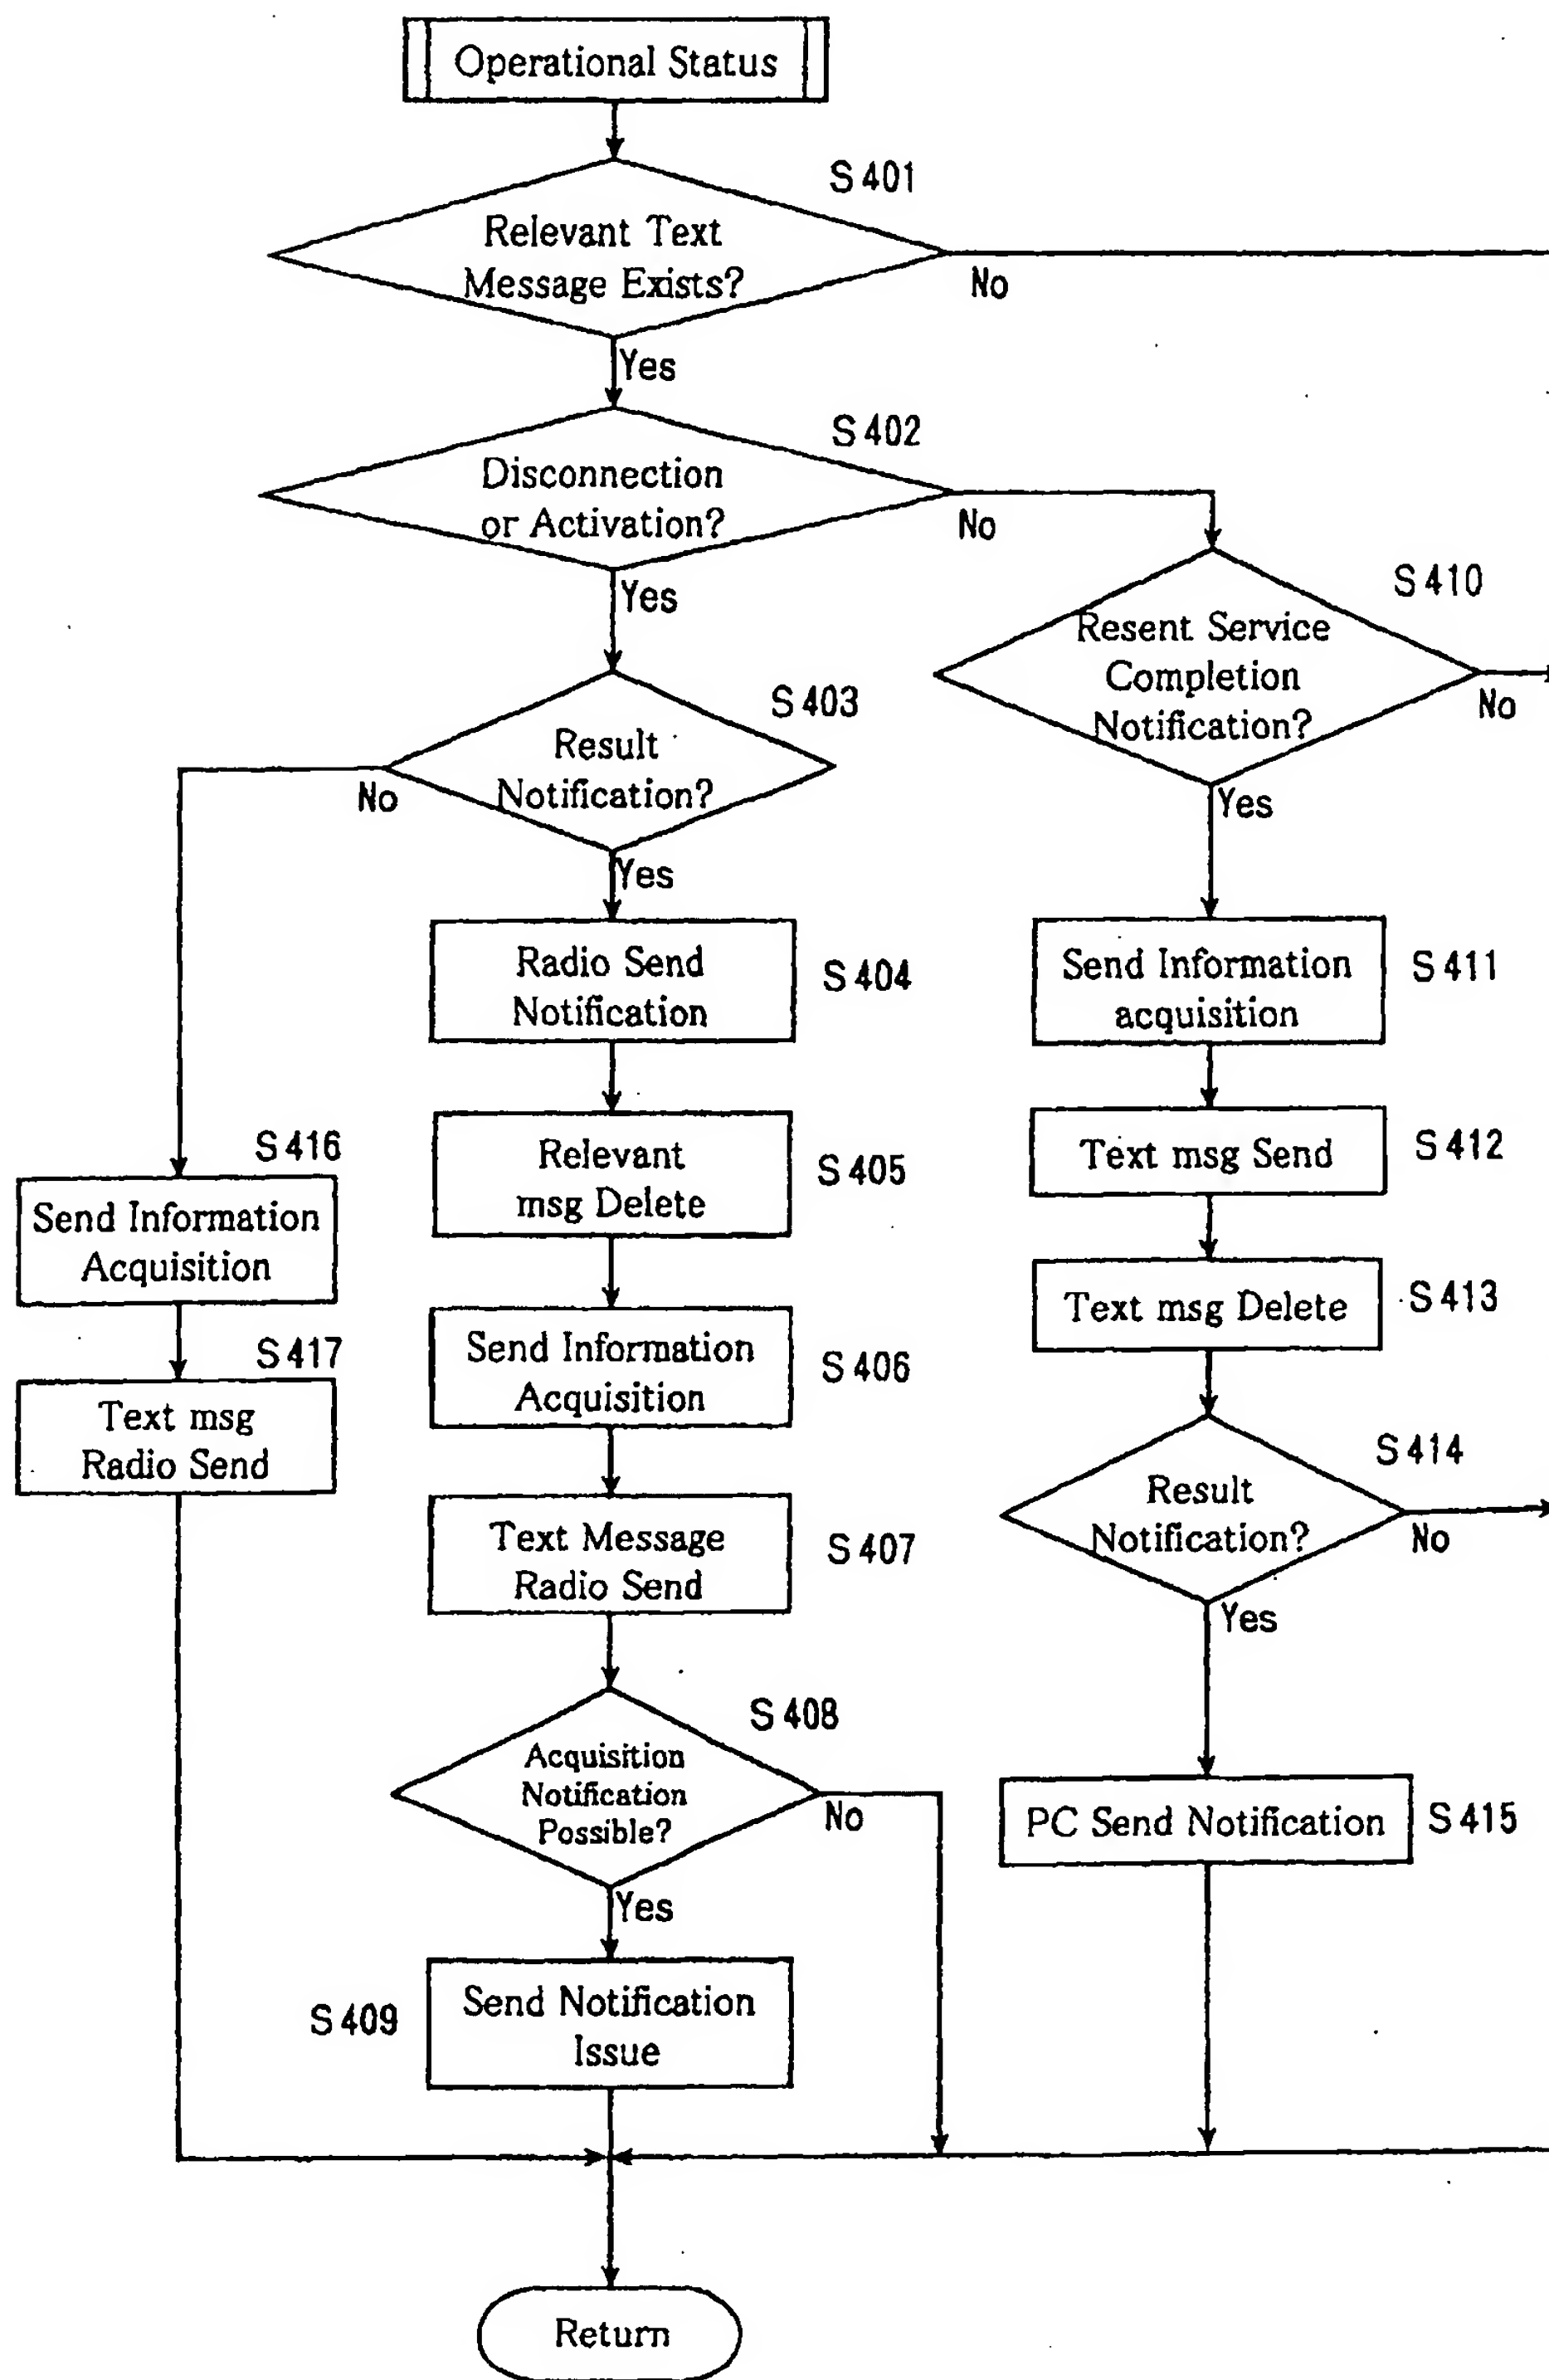 Operational Status
S401
Relevant Text
Message Exists?
No
Yes
S402
Disconnection
or Activation?
No
Yes
S410
Resent Service
Completion
Notification?
No
Yes
S403
Result
Notification?
No
Yes
Radio Send
Notification
S404
Send Information
acquisition
S411
Relevant
msg Delete
S405
Text msg Send
S412
S416
Send Information
Acquisition
Text msg Delete
S413
Send Information
Acquisition
S406
S417
Text msg
Radio Send
S414
Result
Notification?
No
Yes
Text Message
Radio Send
S407
S408
Acquisition
Notification
Possible?
No
Yes
PC Send Notification
S415
S409
Send Notification
Issue
Return